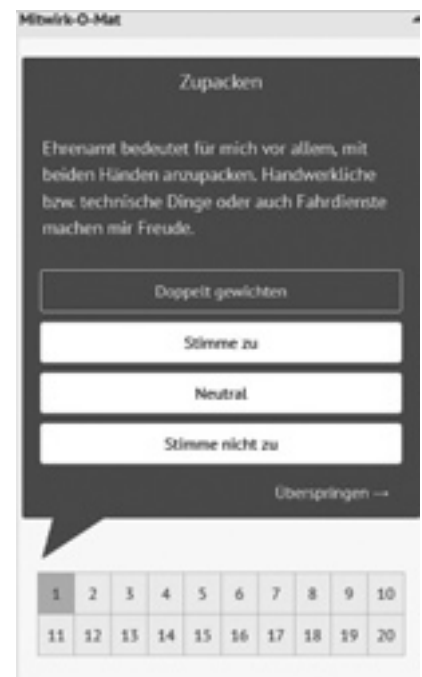 Mitwirk-O-Mat
Zupacken
Ehrenamt bedeutet für mich vor allem, mit
beiden Händen anzupacken. Handwerkliche
bzw. technische Dinge oder auch Fahrdienste
machen mir Freude.
Doppelt gewichten
Stimme zu
Neutral
Stimme nicht zu
Überspringen →
1 2 3 4 5 6 7 8 9 10
11 12 13 14 15 16 17 18 19 20